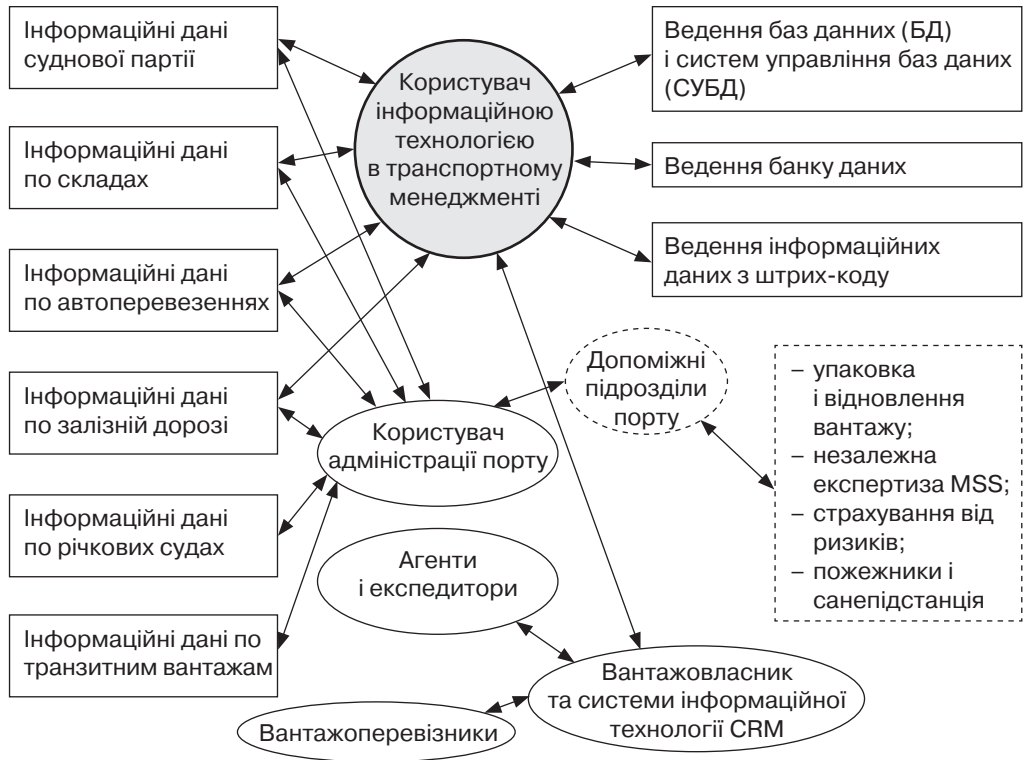 Інформаційні дані
суднової партії
Інформаційні дані
по складах
Інформаційні дані
по автоперевезеннях
Інформаційні дані
по залізній дорозі
Інформаційні дані
по річкових судах
Інформаційні дані по
транзитним вантажам
Користувач
інформаційною
технологією
в транспортному
менеджменті
Ведення баз данних (БД)
і систем управління баз даних
(СУБД)
Ведення банку даних
Ведення інформаційних
даних з штрих-коду
Допоміжні
підрозділи
порту
– упаковка
і відновлення
вантажу;
– незалежна
експертиза MSS;
– страхування від
ризиків;
– пожежники і
санепідстанція
Користувач
адміністрації порту
Агенти
і експедитори
Вантажовласник
та системи інформаційної
технології CRM
Вантажоперевізники